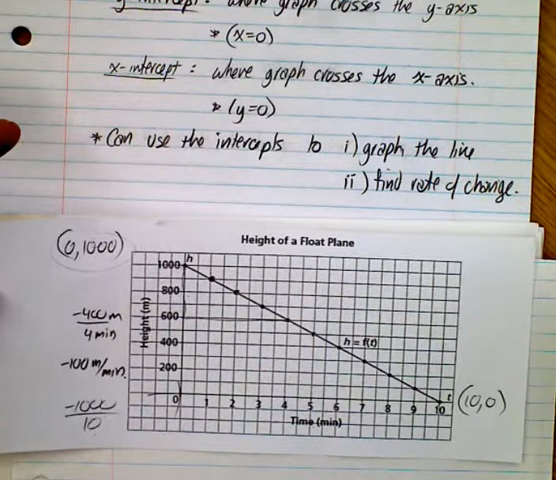 y-intercept: where graph crosses the y-axis
* (x=0)
x-intercept : where graph crosses the x-axis.
* (y=0)
* Can use the intercepts to i) graph the line
ii) find rate of change.
(0,1000)
Height of a Float Plane
h
1000
800
600
400
200
0
Height (m)
h = f(t)
1 2 3 4 5 6 7 8 9 10
t
Time (min)
(10,0)
-400m
4 min
-100 m/min.
-1000
10